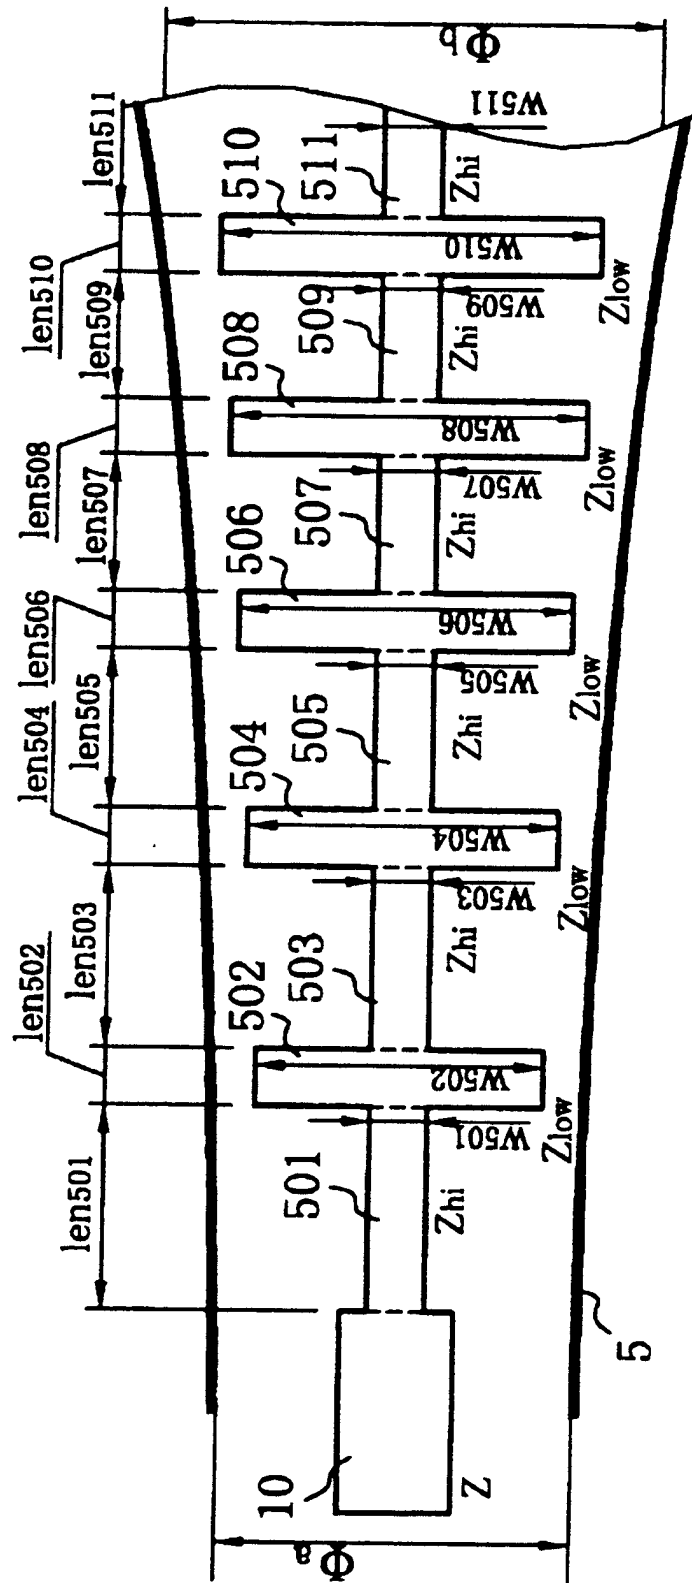 Φb
len511
len510
len509
len508
len507
len506
len505
len504
len503
len502
len501
W511
511
510
Zhi
W510
W509
509
508
Zlow
Zhi
W508
W507
507
506
Zlow
Zhi
W506
W505
505
504
Zlow
Zhi
W504
W503
503
502
Zlow
Zhi
W502
W501
501
Zlow
Zhi
5
10
Z
Φa